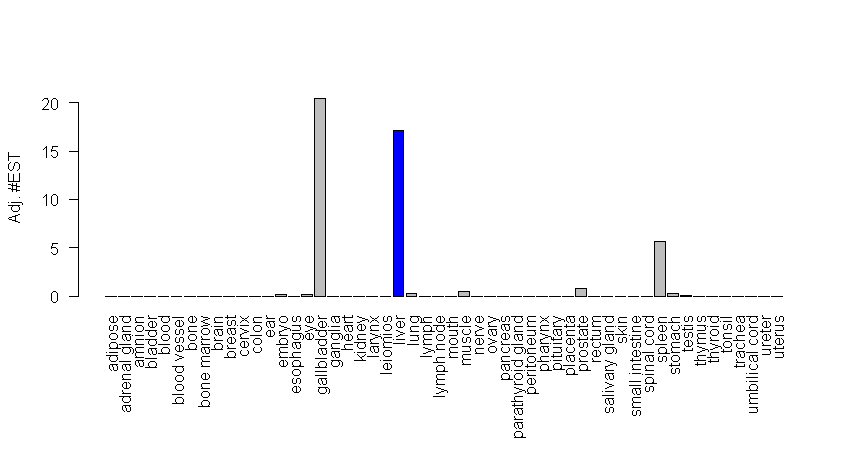 Adj. #EST
20
15
10
5
0
adipose
adrenal gland
amnion
bladder
blood
blood vessel
bone
bone marrow
brain
breast
cervix
colon
ear
embryo
esophagus
eye
gallbladder
ganglia
heart
kidney
larynx
leiomios
liver
lung
lymph
lymph node
mouth
muscle
nerve
ovary
pancreas
parathyroid gland
peritoneum
pharynx
pituitary
placenta
prostate
rectum
salivary gland
skin
small intestine
spinal cord
spleen
stomach
testis
thymus
thyroid
tonsil
trachea
umbilical cord
ureter
uterus